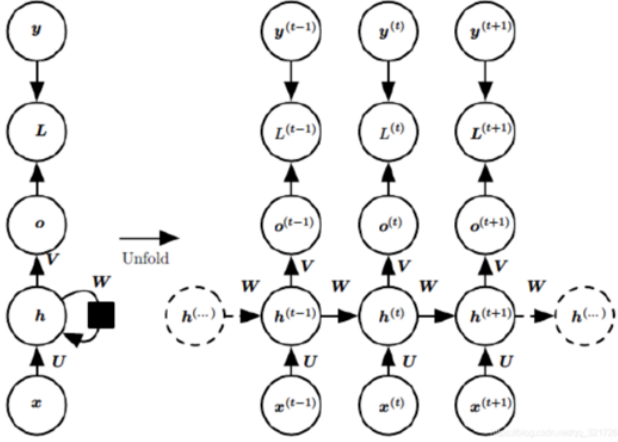 y y^(t−1) y^(t) y^(t+1)
L L^(t−1) L^(t) L^(t+1)
o o^(t−1) o^(t) o^(t+1)
Unfold
V V V V
W W W W W
h h^(...) h^(t−1) h^(t) h^(t+1) h^(...)
U U U U
x x^(t−1) x^(t) x^(t+1)